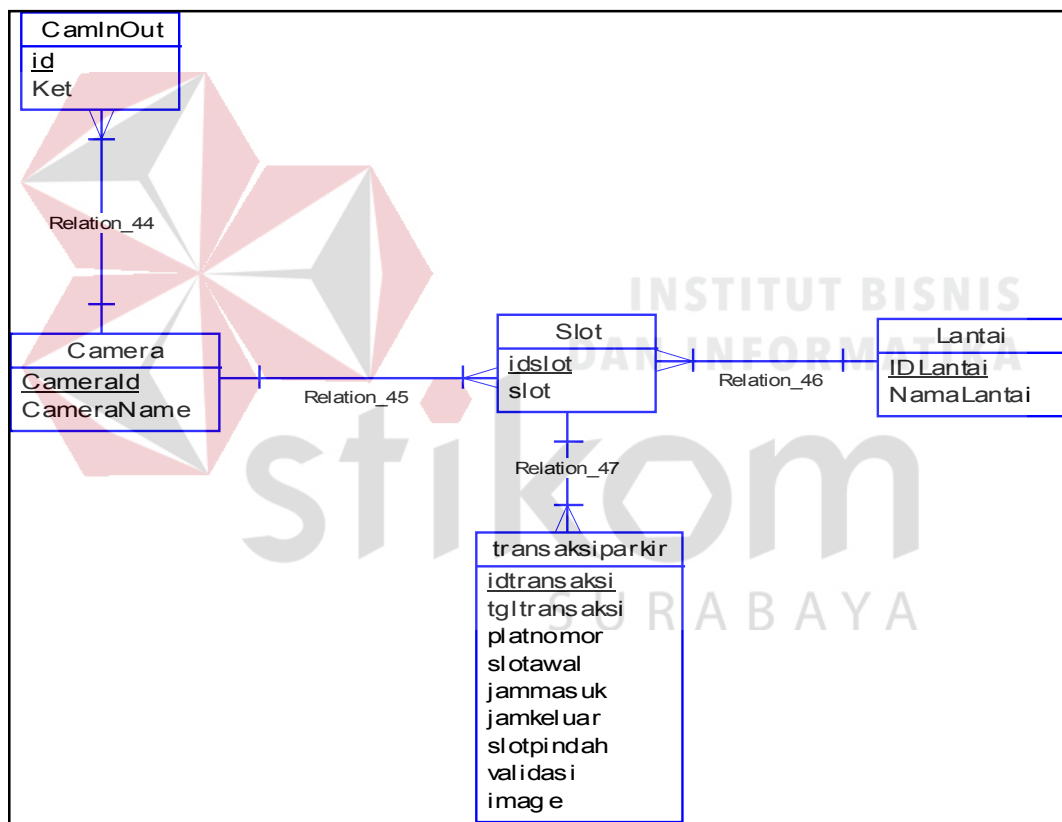 CamInOut
id
Ket
Relation_44
Camera
CameraId
CameraName
Relation_45
Slot
idslot
slot
Relation_46
Lantai
IDLantai
NamaLantai
Relation_47
transaksiparkir
idtransaksi
tgltransaksi
platnomor
slotawal
jammasuk
jamkeluar
slotpindah
validasi
image
INSTITUT BISNIS
DAN INFORMATIKA
stikom
SURABAYA